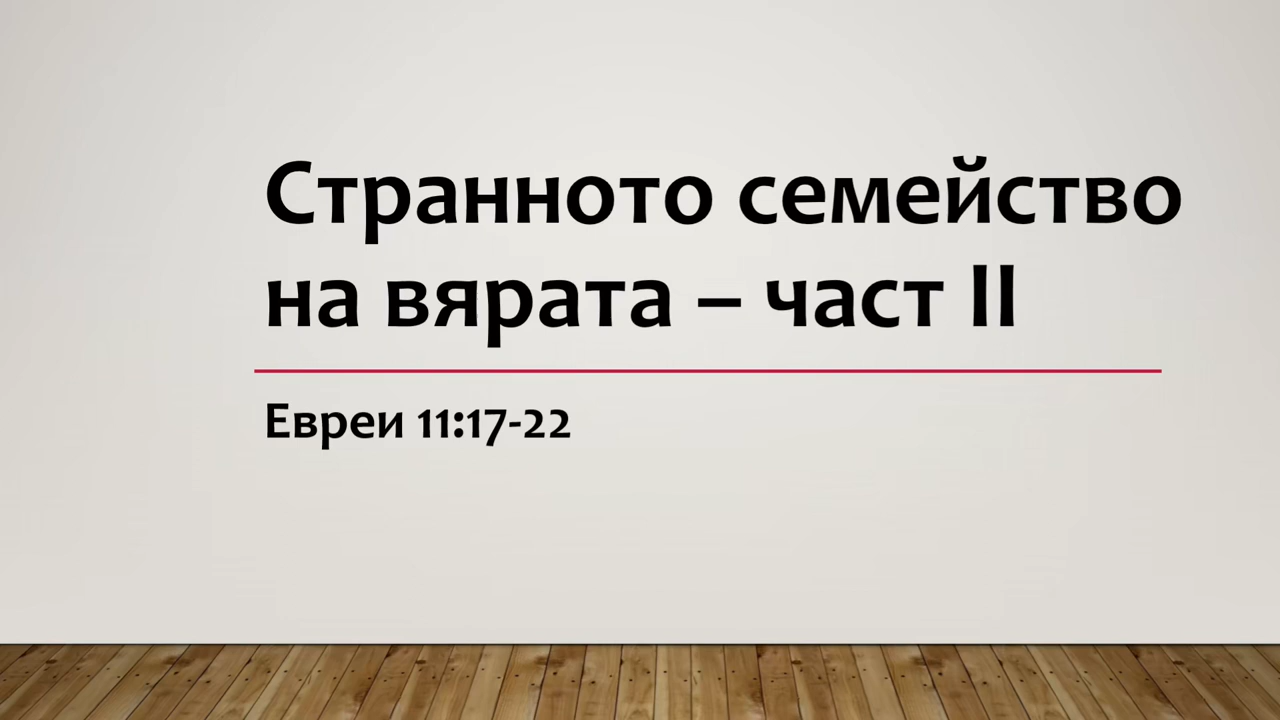 Странното семейство
на вярата – част II
Евреи 11:17-22